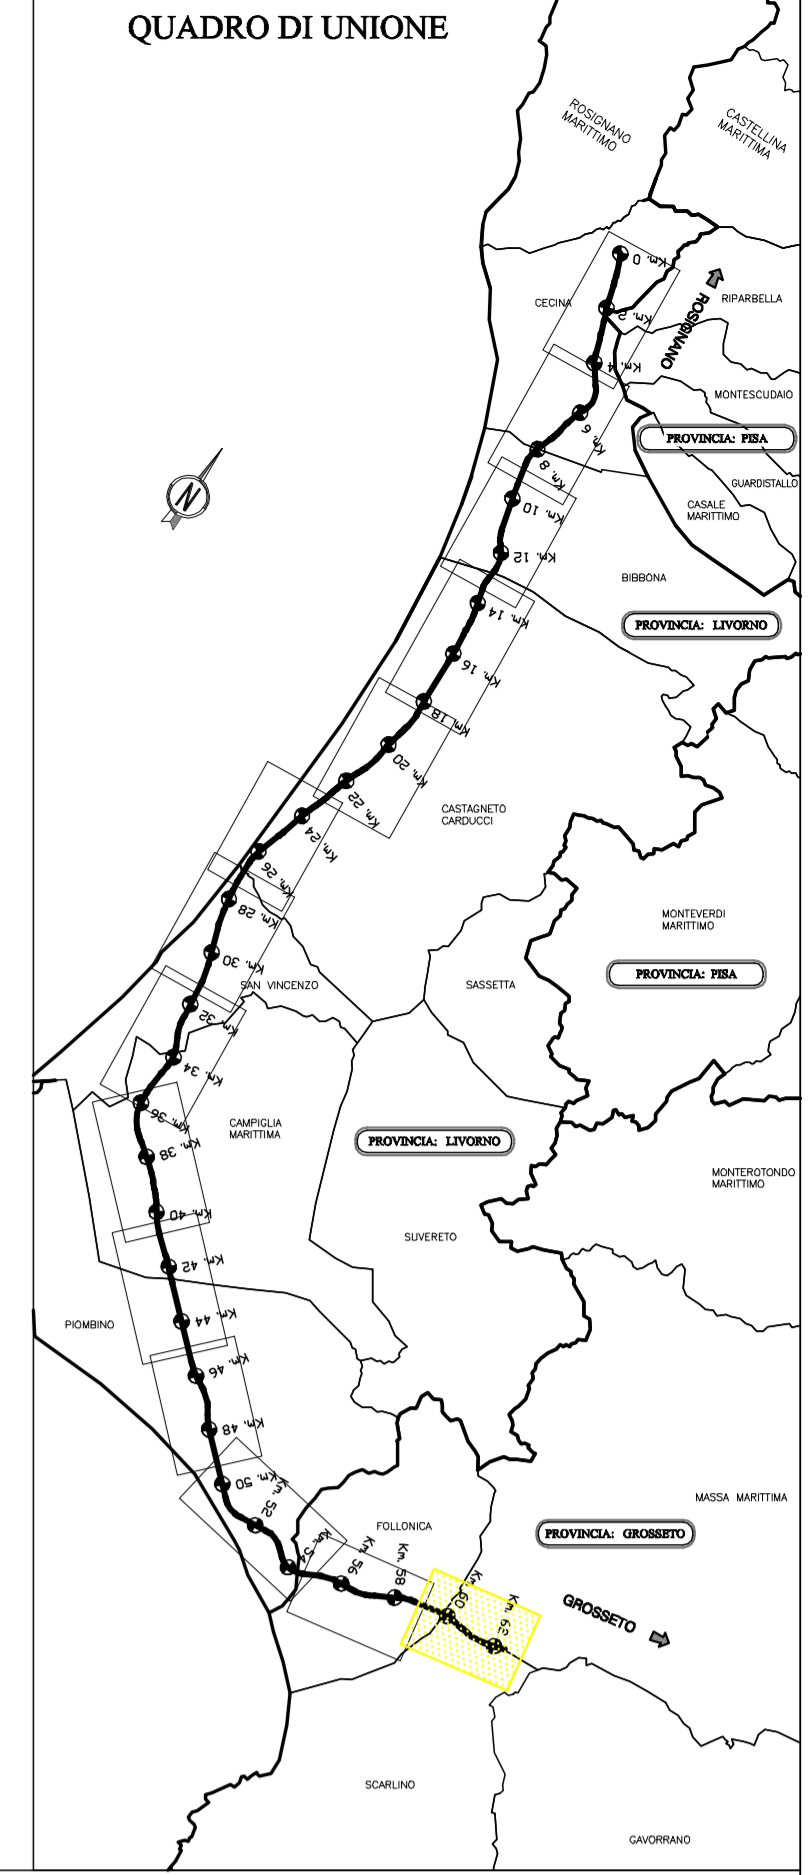 QUADRO DI UNIONE
ROSIGNANO
MARITTIMO
CASTELLINA
MARITTIMA
Km. 0
CECINA
Km. 2
ROSIGNANO
RIPARBELLA
Km. 4
MONTESCUDAIO
Km. 6
PROVINCIA: PISA
Km. 8
GUARDISTALLO
N
Km. 10
CASALE
MARITTIMO
Km. 12
BIBBONA
Km. 14
PROVINCIA: LIVORNO
Km. 16
Km. 18
Km. 20
Km. 22
CASTAGNETO
CARDUCCI
Km. 24
Km. 26
Km. 28
MONTEVERDI
MARITTIMO
Km. 30
PROVINCIA: PISA
SAN VINCENZO
SASSETTA
Km. 32
Km. 34
Km. 36
CAMPIGLIA
MARITTIMA
Km. 38
PROVINCIA: LIVORNO
MONTEROTONDO
MARITTIMO
Km. 40
SUVERETO
Km. 42
PIOMBINO
Km. 44
Km. 46
Km. 48
Km. 50
MASSA MARITTIMA
Km. 52
FOLLONICA
PROVINCIA: GROSSETO
Km. 54
Km. 56
Km. 58
Km. 60
Km. 62
GROSSETO
SCARLINO
GAVORRANO